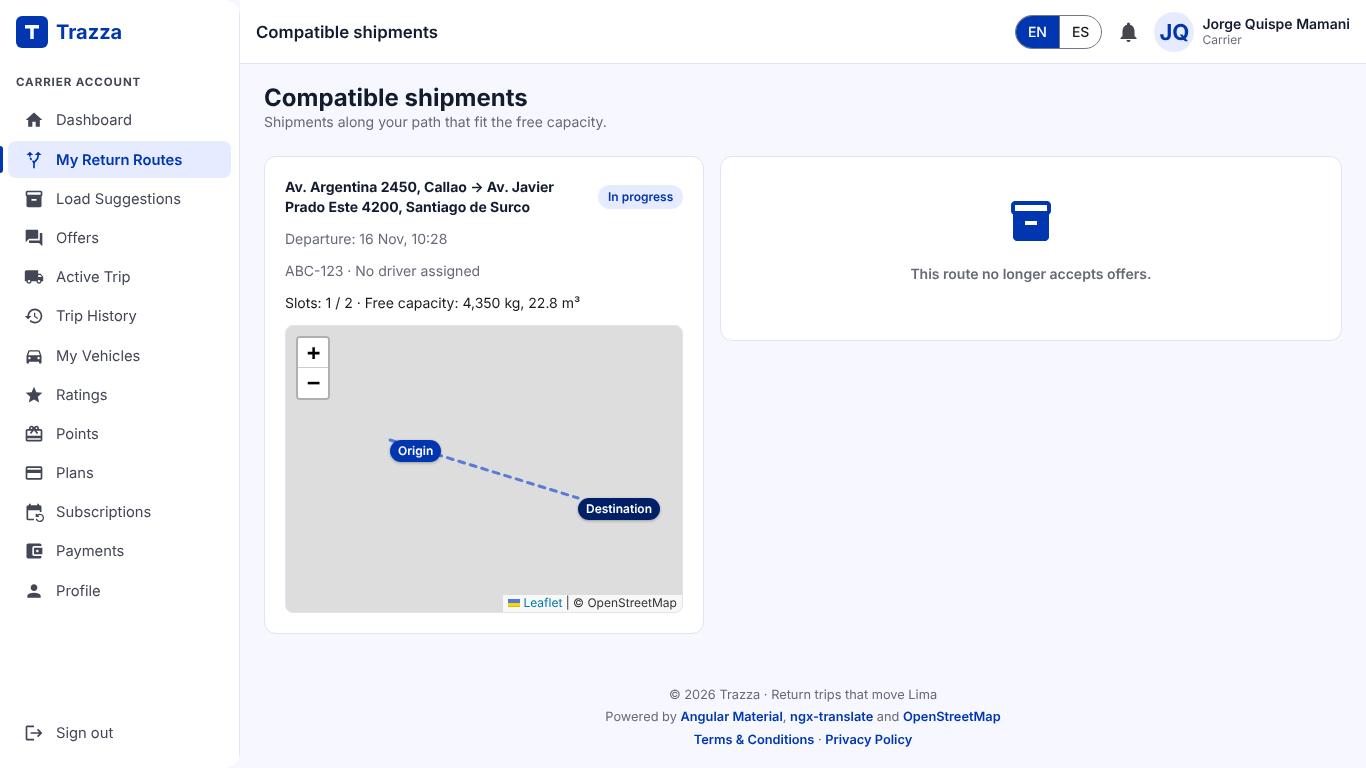 T Trazza
CARRIER ACCOUNT
Dashboard
My Return Routes
Load Suggestions
Offers
Active Trip
Trip History
My Vehicles
Ratings
Points
Plans
Subscriptions
Payments
Profile
Sign out
Compatible shipments
EN ES
JQ
Jorge Quispe Mamani
Carrier
Compatible shipments
Shipments along your path that fit the free capacity.
Av. Argentina 2450, Callao → Av. Javier
Prado Este 4200, Santiago de Surco
In progress
Departure: 16 Nov, 10:28
ABC-123 · No driver assigned
Slots: 1 / 2 · Free capacity: 4,350 kg, 22.8 m³
+
−
Origin
Destination
Leaflet | © OpenStreetMap
This route no longer accepts offers.
© 2026 Trazza · Return trips that move Lima
Powered by Angular Material, ngx-translate and OpenStreetMap
Terms & Conditions · Privacy Policy